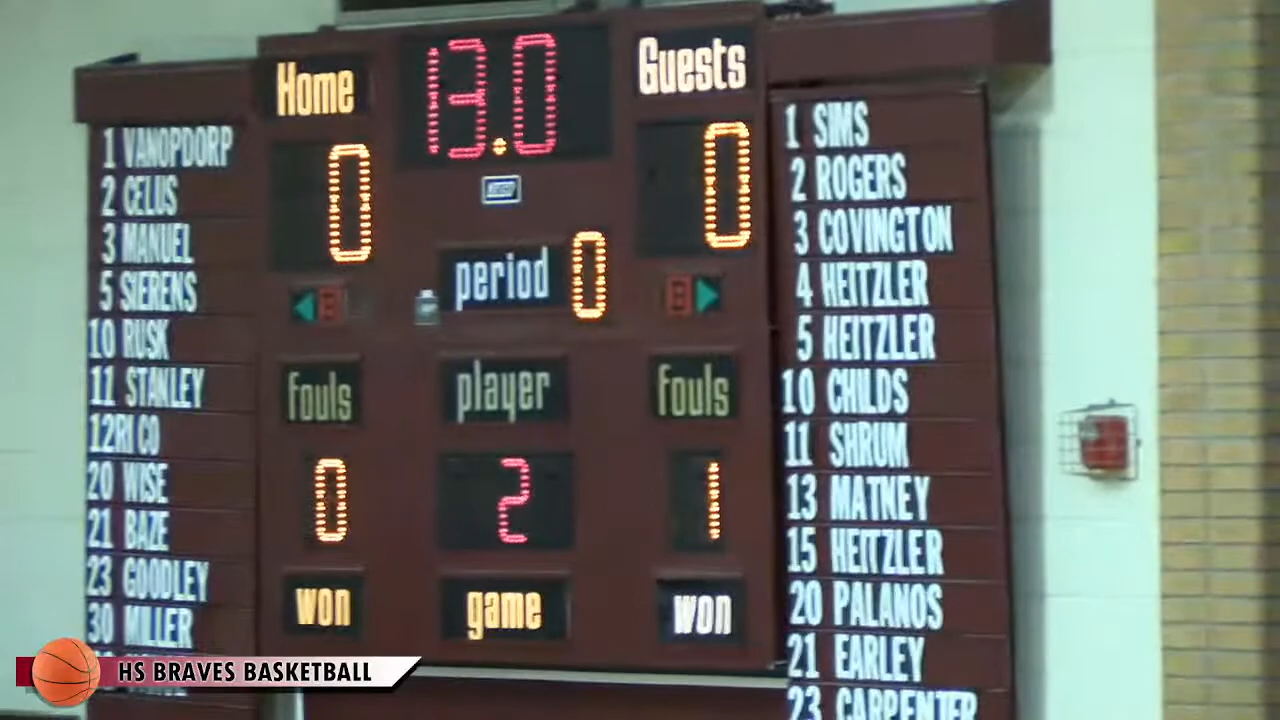 Home
13.0
Guests
0
0
period 0
fouls
player
fouls
0
2
1
won
game
won
1 VANOPDORP
2 CELUS
3 MANUEL
5 SIERENS
10 RUSK
11 STANLEY
12 RICO
20 WISE
21 BAZE
23 GOODLEY
30 MILLER
1 SIMS
2 ROGERS
3 COVINGTON
4 HEITZLER
5 HEITZLER
10 CHILDS
11 SHRUM
13 MATNEY
15 HEITZLER
20 PALANOS
21 EARLEY
23 CARPENTER
HS BRAVES BASKETBALL